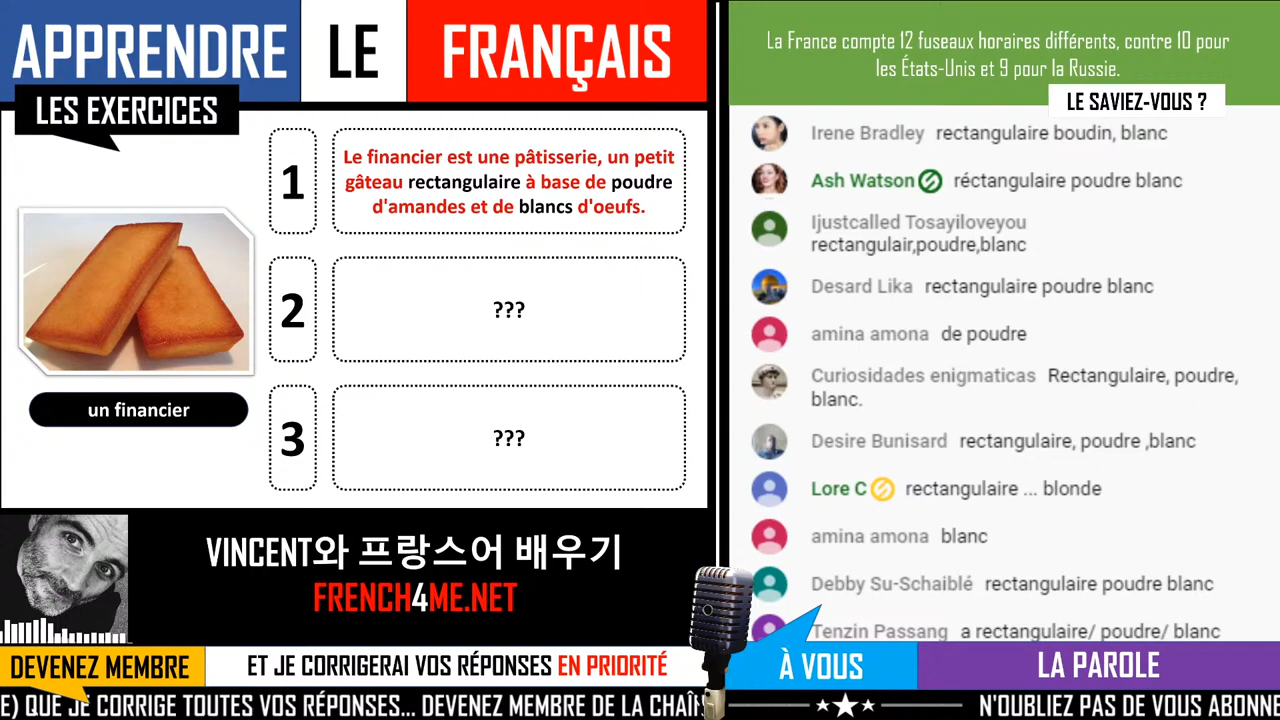 APPRENDRE LE FRANÇAIS
LES EXERCICES
un financier
1
Le financier est une pâtisserie, un petit
gâteau rectangulaire à base de poudre
d'amandes et de blancs d'oeufs.
2
???
3
???
VINCENT와 프랑스어 배우기
FRENCH4ME.NET
La France compte 12 fuseaux horaires différents, contre 10 pour
les États-Unis et 9 pour la Russie.
LE SAVIEZ-VOUS ?
Irene Bradley rectangulaire boudin, blanc
Ash Watson réctangulaire poudre blanc
Ijustcalled Tosayiloveyou
rectangulair,poudre,blanc
Desard Lika rectangulaire poudre blanc
amina amona de poudre
Curiosidades enigmaticas Rectangulaire, poudre,
blanc.
Desire Bunisard rectangulaire, poudre ,blanc
Lore C rectangulaire ... blonde
amina amona blanc
Debby Su-Schaiblé rectangulaire poudre blanc
Tenzin Passang a rectangulaire/ poudre/ blanc
DEVENEZ MEMBRE
ET JE CORRIGERAI VOS RÉPONSES EN PRIORITÉ
À VOUS
LA PAROLE
E) QUE JE CORRIGE TOUTES VOS RÉPONSES... DEVENEZ MEMBRE DE LA CHAÎN
N'OUBLIEZ PAS DE VOUS ABONNE